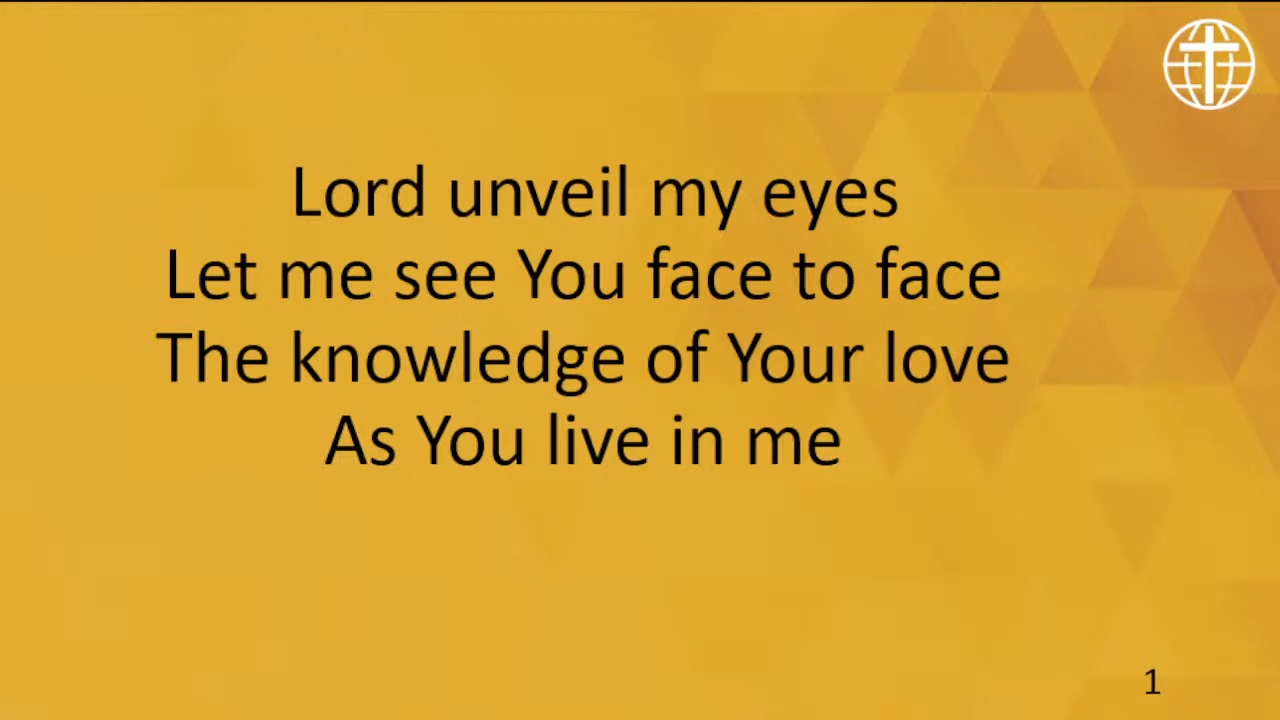 Lord unveil my eyes
Let me see You face to face
The knowledge of Your love
As You live in me
1